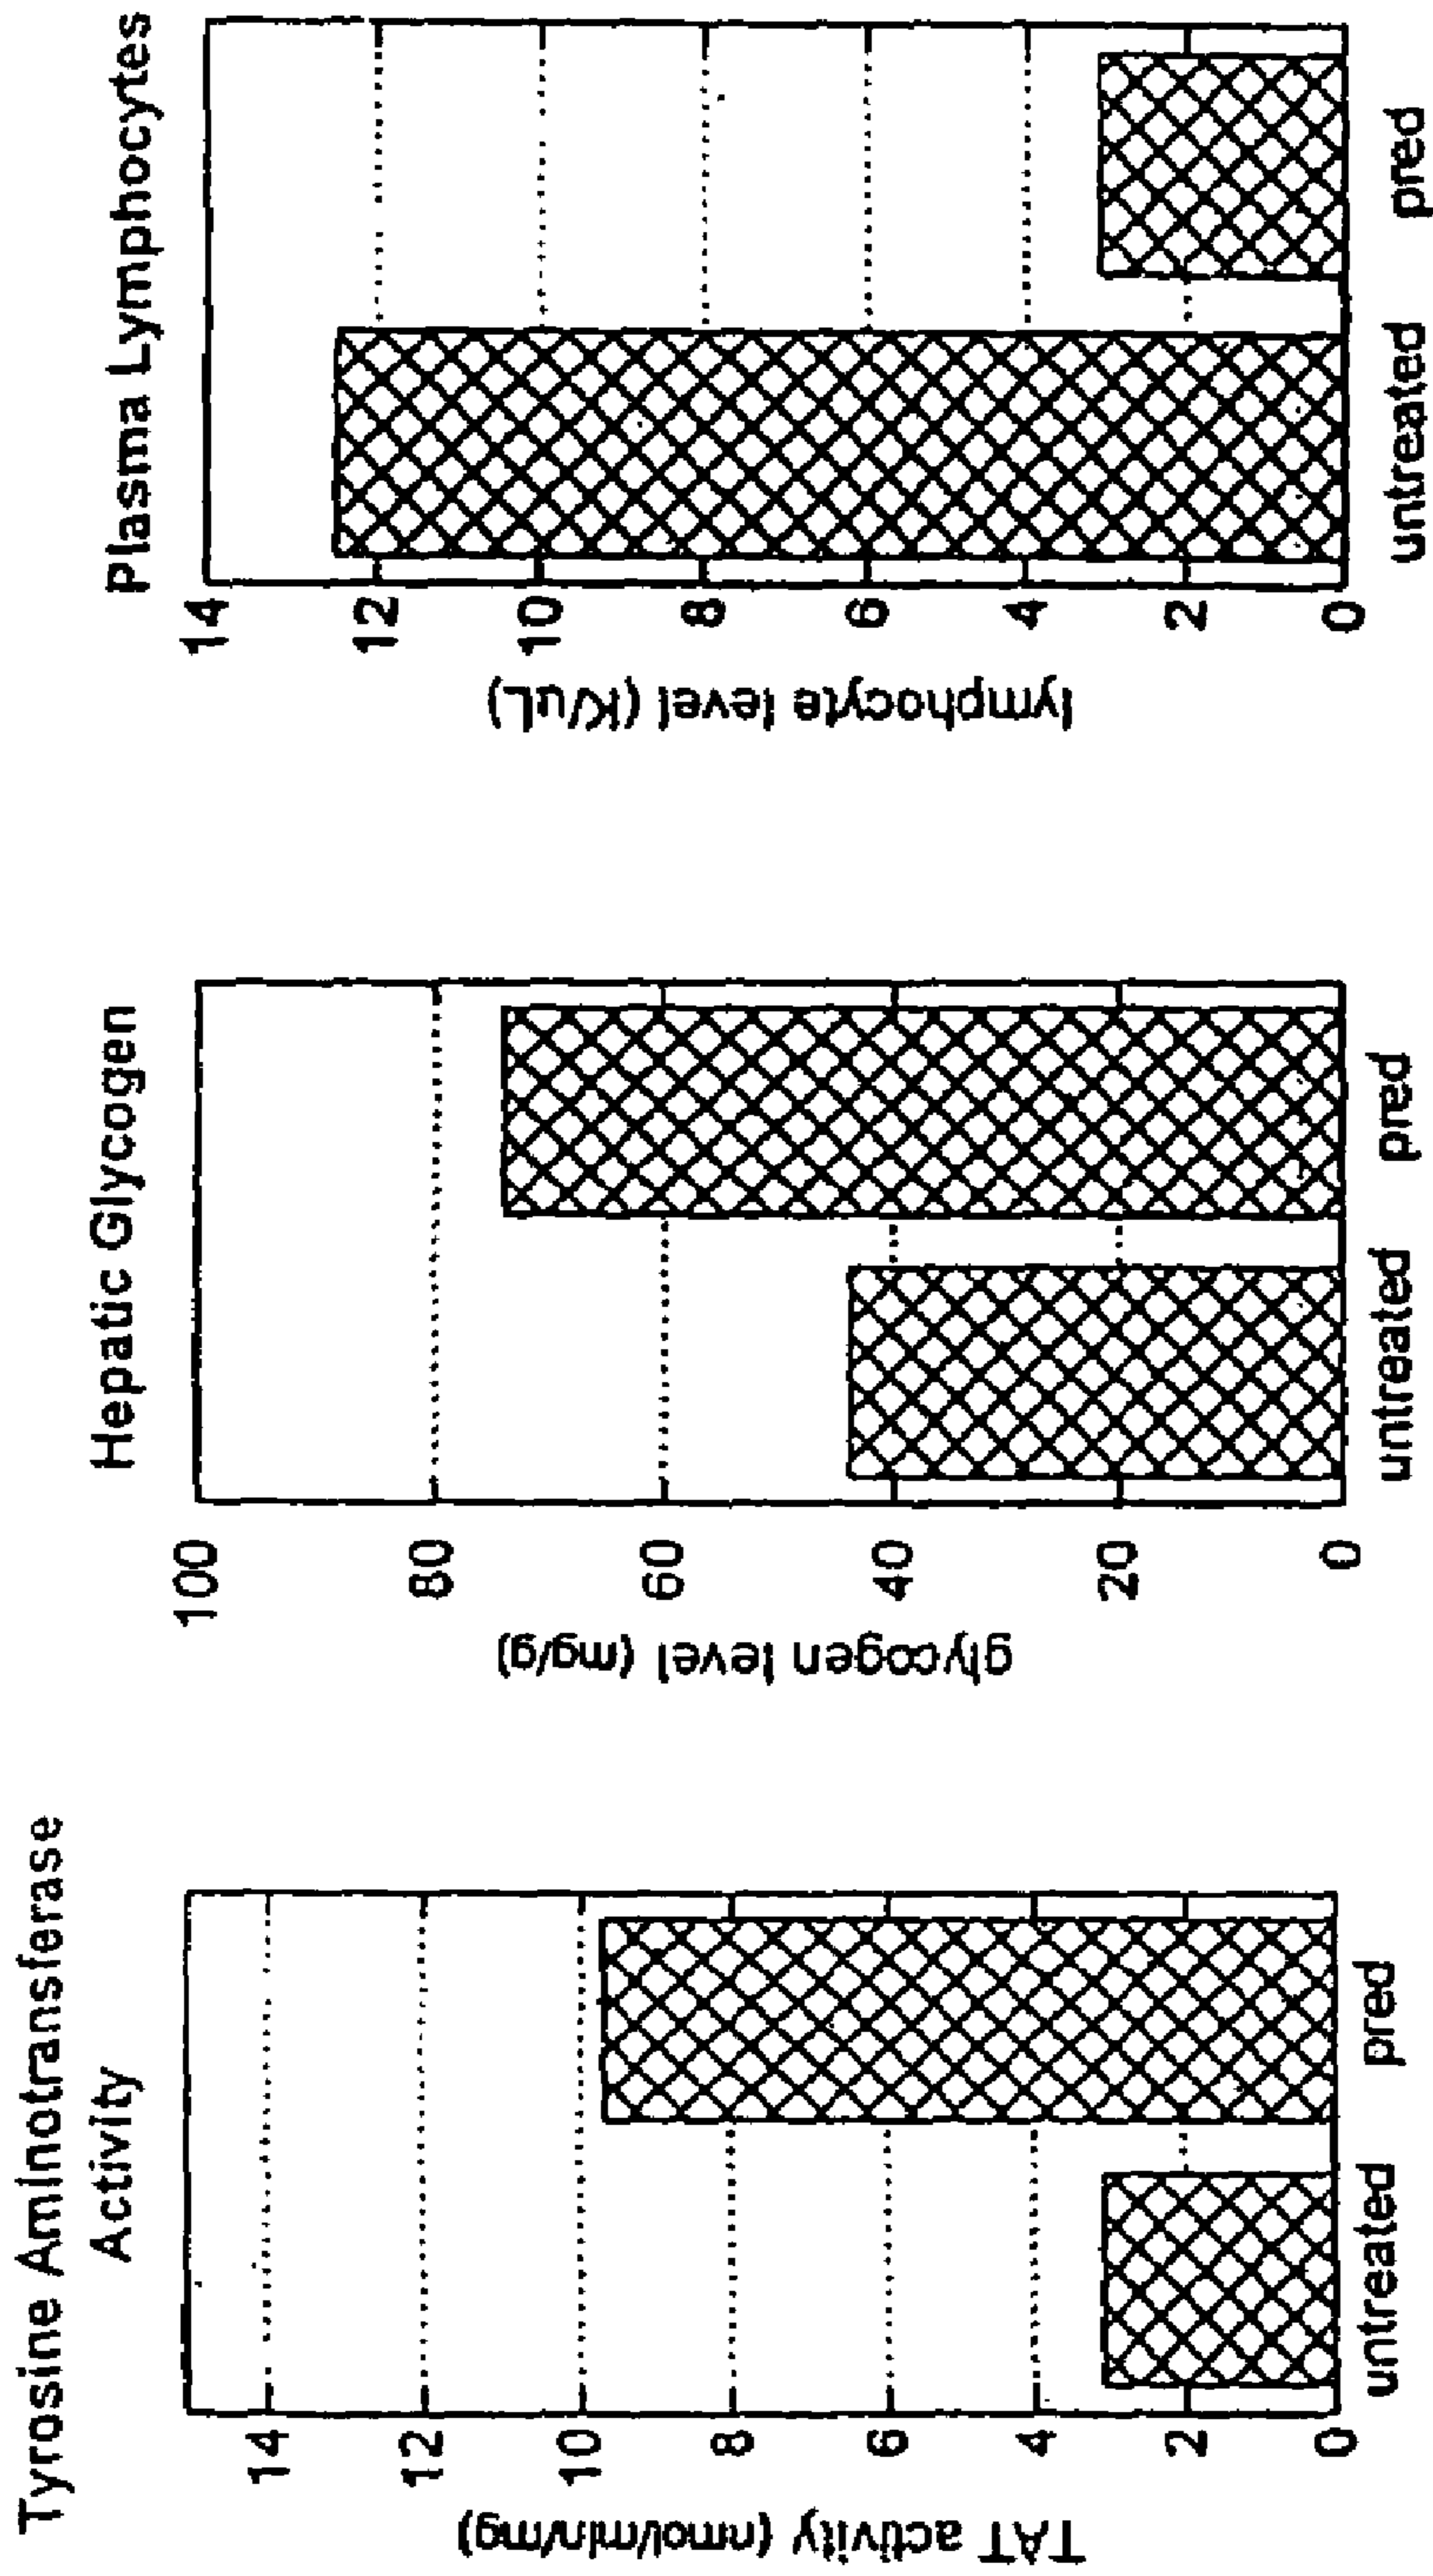 Tyrosine Aminotransferase
Activity
TAT activity (nmol/min/mg)
14
12
10
8
6
4
2
0
untreated
pred
Hepatic Glycogen
glycogen level (mg/g)
100
80
60
40
20
0
untreated
pred
Plasma Lymphocytes
lymphocyte level (K/uL)
14
12
10
8
6
4
2
0
untreated
pred